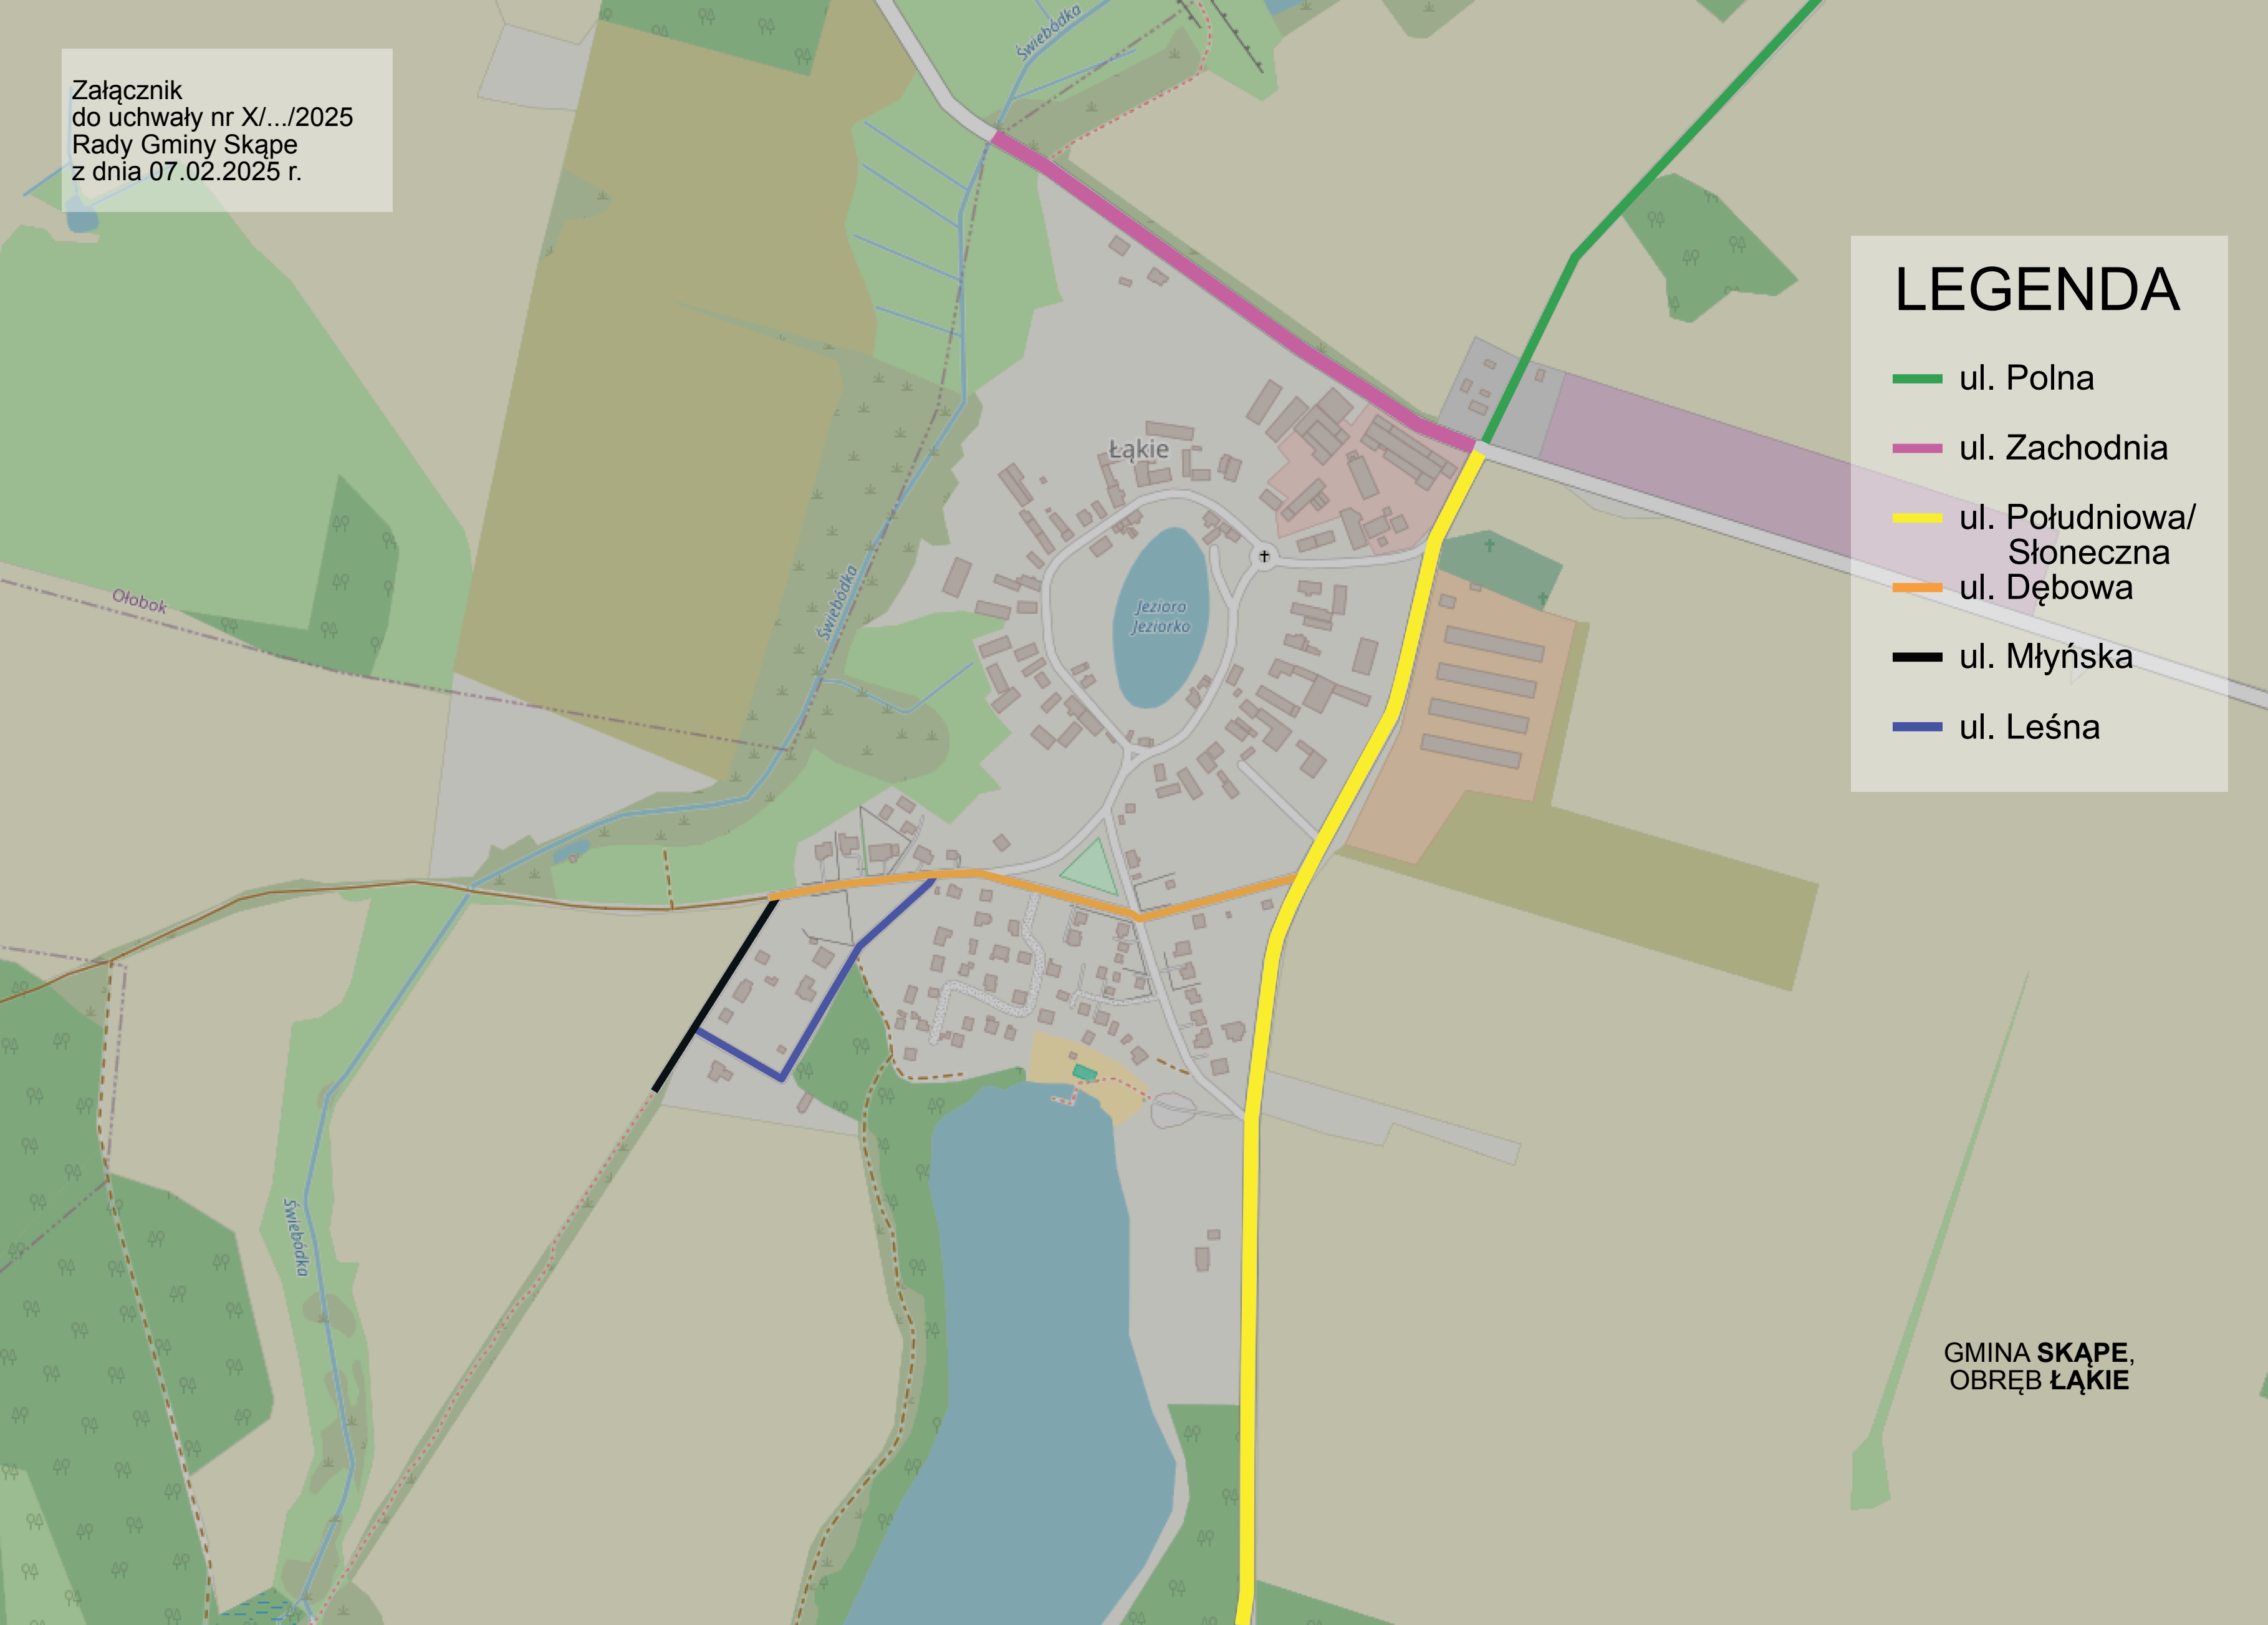 Załącznik
do uchwały nr X/.../2025
Rady Gminy Skąpe
z dnia 07.02.2025 r.
Świebódka
LEGENDA
ul. Polna
ul. Zachodnia
ul. Południowa/
Słoneczna
ul. Dębowa
ul. Młyńska
ul. Leśna
Łąkie
Jezioro
Jeziorko
Świebódka
Ołobok
Świebódka
GMINA SKĄPE,
OBRĘB ŁĄKIE